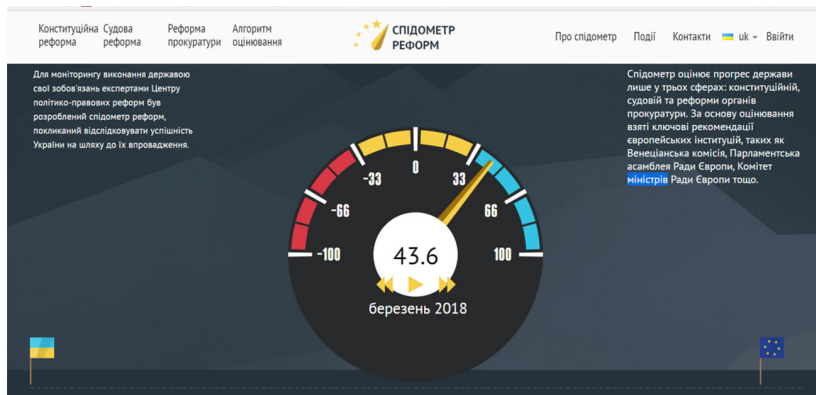 Конституційна реформа
Судова реформа
Реформа прокуратури
Алгоритм оцінювання
СПІДОМЕТР
РЕФОРМ
Про спідометр
Події
Контакти
uk
Ввійти
Для моніторингу виконання державою
свої зобов'язань експертами Центру
політико-правових реформ був
розроблений спідометр реформ,
покликаний відслідковувати успішність
України на шляху до їх впровадження.
Спідометр оцінює прогрес держави
лише у трьох сферах: конституційній,
судовій та реформи органів
прокуратури. За основу оцінювання
взяті ключові рекомендації
європейських інституцій, таких як
Венеціанська комісія, Парламентська
асамблея Ради Європи, Комітет
міністрів Ради Європи тощо.
-100
-66
-33
0
33
66
100
43.6
березень 2018